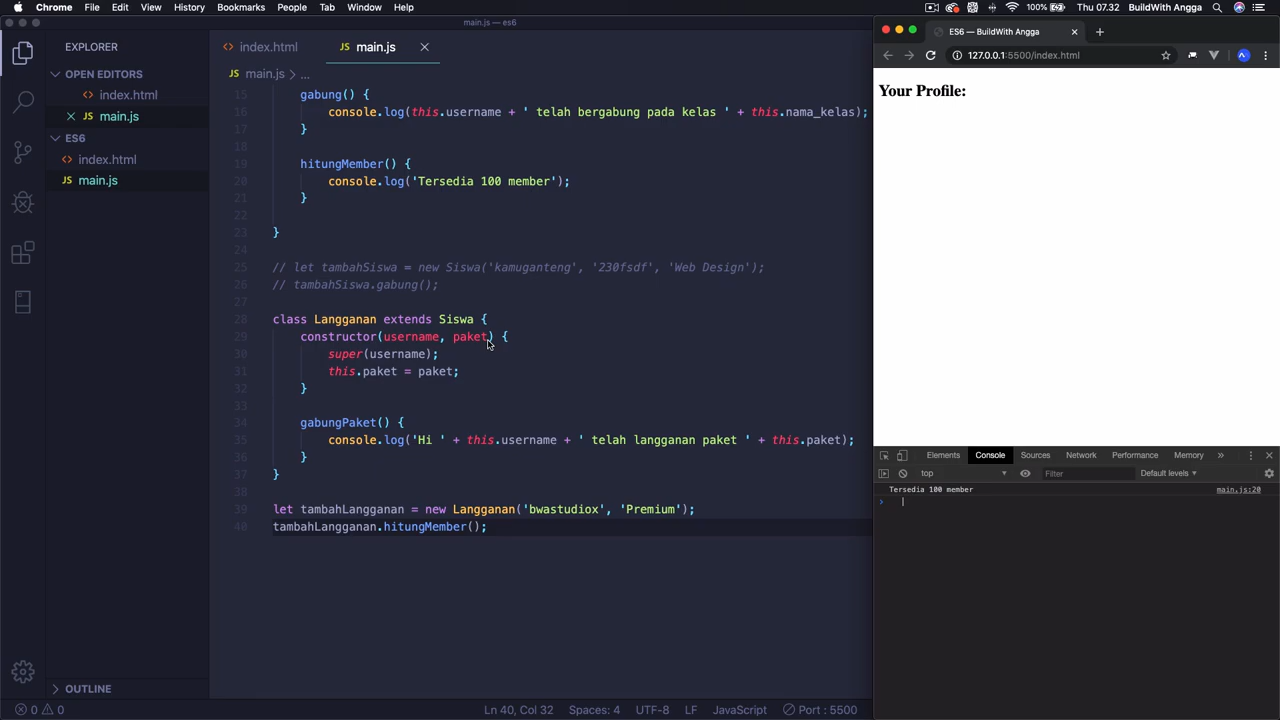 Chrome File Edit View History Bookmarks People Tab Window Help 100% Thu 07.32 BuildWith Angga
main.js — es6
EXPLORER
OPEN EDITORS
index.html
main.js
ES6
index.html
main.js
OUTLINE
index.html main.js
main.js > ...
15 gabung() {
16 console.log(this.username + ' telah bergabung pada kelas ' + this.nama_kelas);
17 }
18
19 hitungMember() {
20 console.log('Tersedia 100 member');
21 }
22
23 }
24
25 // let tambahSiswa = new Siswa('kamuganteng', '230fsdf', 'Web Design');
26 // tambahSiswa.gabung();
27
28 class Langganan extends Siswa {
29 constructor(username, paket) {
30 super(username);
31 this.paket = paket;
32 }
33
34 gabungPaket() {
35 console.log('Hi ' + this.username + ' telah langganan paket ' + this.paket);
36 }
37 }
38
39 let tambahLangganan = new Langganan('bwastudiox', 'Premium');
40 tambahLangganan.hitungMember();
0 0 Ln 40, Col 32 Spaces: 4 UTF-8 LF JavaScript Port : 5500
ES6 — BuildWith Angga
127.0.0.1:5500/index.html
Your Profile:
Elements Console Sources Network Performance Memory »
top Filter Default levels
Tersedia 100 member main.js:20